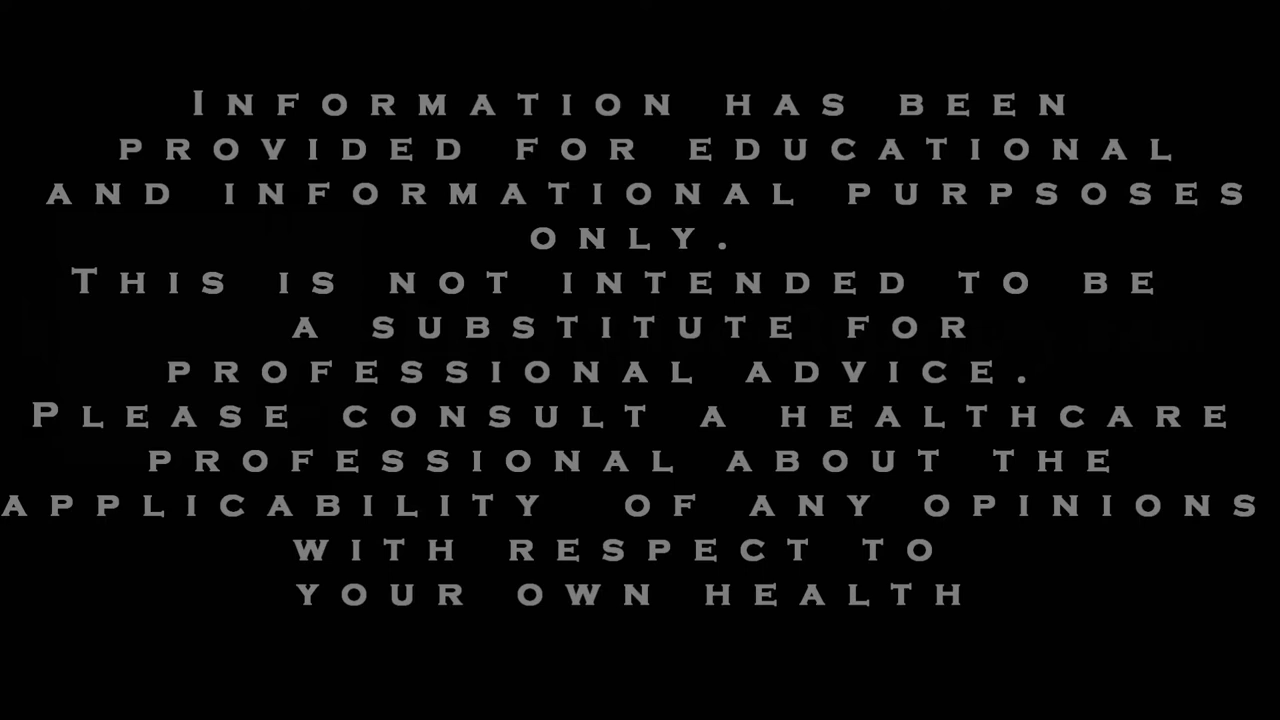 Information has been
provided for educational
and informational purpsoses
only.
This is not intended to be
a substitute for
professional advice.
Please consult a healthcare
professional about the
applicability of any opinions
with respect to
your own health